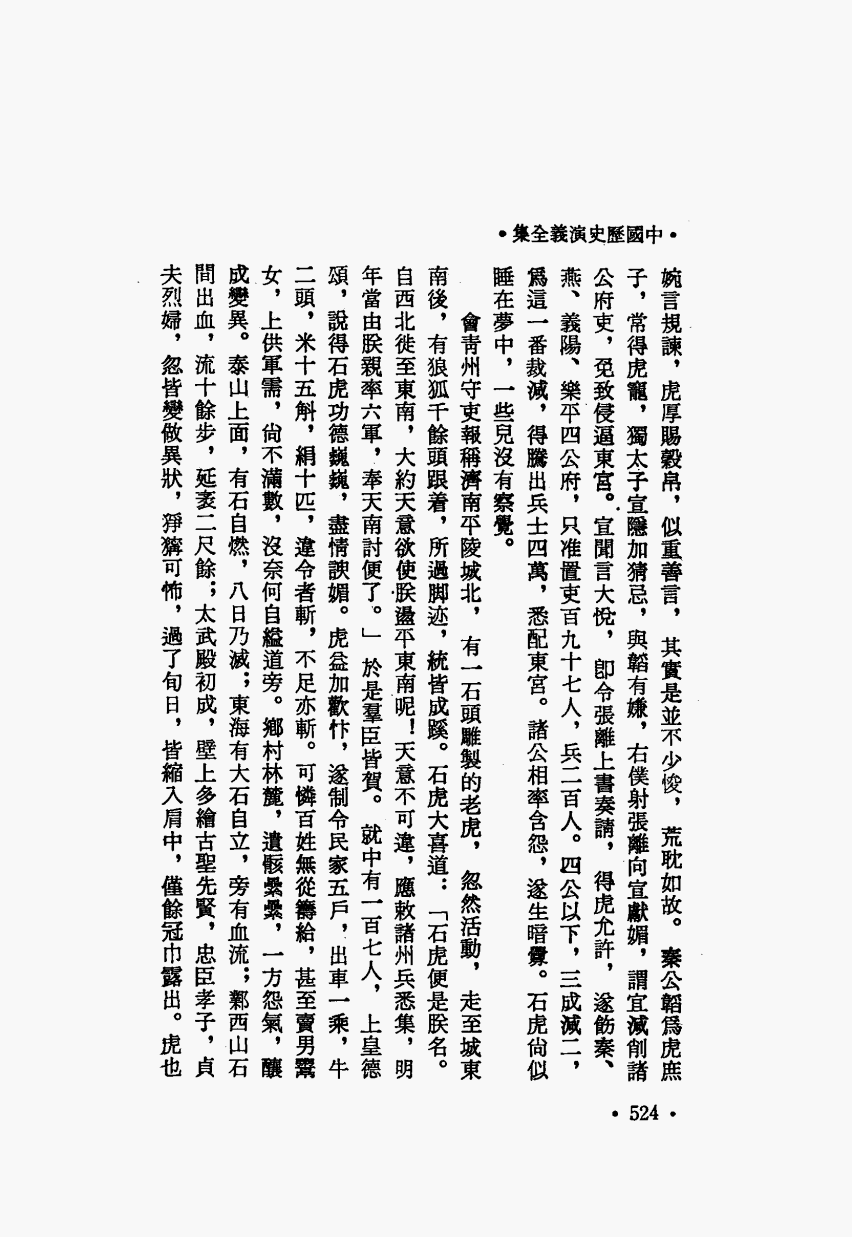 •中國歷史演義全集•
婉言規諫，虎厚賜穀帛，似重善言，其實是並不少悛，荒耽如故。秦公韜爲虎庶
子，常得虎寵，獨太子宣隱加猜忌，與韜有嫌，右僕射張離向宣獻媚，謂宜減削諸
公府吏，免致侵逼東宮。宣聞言大悅，卽令張離上書奏請，得虎允許，遂飭秦、
燕、義陽、樂平四公府，只准置吏百九十七人，兵二百人。四公以下，三成減二，
爲這一番裁減，得騰出兵士四萬，悉配東宮。諸公相率含怨，遂生暗釁。石虎尙似
睡在夢中，一些兒沒有察覺。
會靑州守吏報稱濟南平陵城北，有一石頭雕製的老虎，忽然活動，走至城東
南後，有狼狐千餘頭跟着，所過脚迹，統皆成蹊。石虎大喜道：「石虎便是朕名。
自西北徙至東南，大約天意欲使朕盪平東南呢！天意不可違，應敕諸州兵悉集，明
年當由朕親率六軍，奉天南討便了。」於是羣臣皆賀。就中有一百七人，上皇德
頌，說得石虎功德巍巍，盡情諛媚。虎益加歡忭，遂制令民家五戶，出車一乘，牛
二頭，米十五斛，絹十匹，違令者斬，不足亦斬。可憐百姓無從籌給，甚至賣男鬻
女，上供軍需，尙不滿數，沒奈何自縊道旁。鄉村林麓，遺骸纍纍，一方怨氣，釀
成變異。泰山上面，有石自燃，八日乃滅；東海有大石自立，旁有血流；鄴西山石
間出血，流十餘步，延袤二尺餘；太武殿初成，壁上多繪古聖先賢，忠臣孝子，貞
夫烈婦，忽皆變做異狀，猙獰可怖，過了旬日，皆縮入肩中，僅餘冠巾露出。虎也
•524•